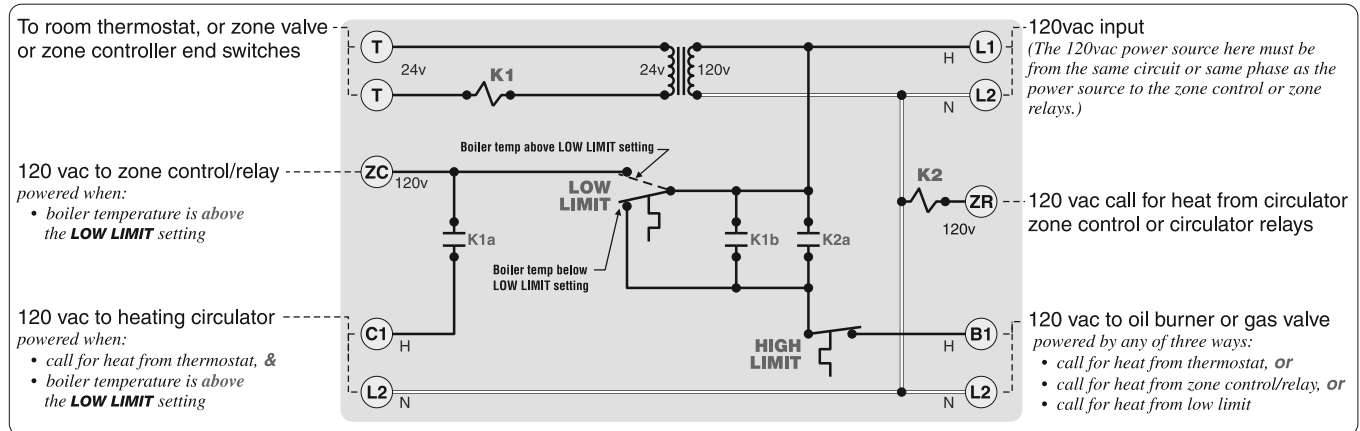 To room thermostat, or zone valve
or zone controller end switches
T
24v
K1
24v
120v
H
L1
T
N
L2
120vac input
(The 120vac power source here must be
from the same circuit or same phase as the
power source to the zone control or zone
relays.)
120 vac to zone control/relay
powered when:
• boiler temperature is above
the LOW LIMIT setting
ZC
120v
Boiler temp above LOW LIMIT setting
LOW
LIMIT
K1a
K1b
K2a
Boiler temp below
LOW LIMIT setting
K2
ZR
120v
120 vac call for heat from circulator
zone control or circulator relays
120 vac to heating circulator
powered when:
• call for heat from thermostat, &
• boiler temperature is above
the LOW LIMIT setting
C1
H
L2
N
HIGH
LIMIT
H
B1
N
L2
120 vac to oil burner or gas valve
powered by any of three ways:
• call for heat from thermostat, or
• call for heat from zone control/relay, or
• call for heat from low limit